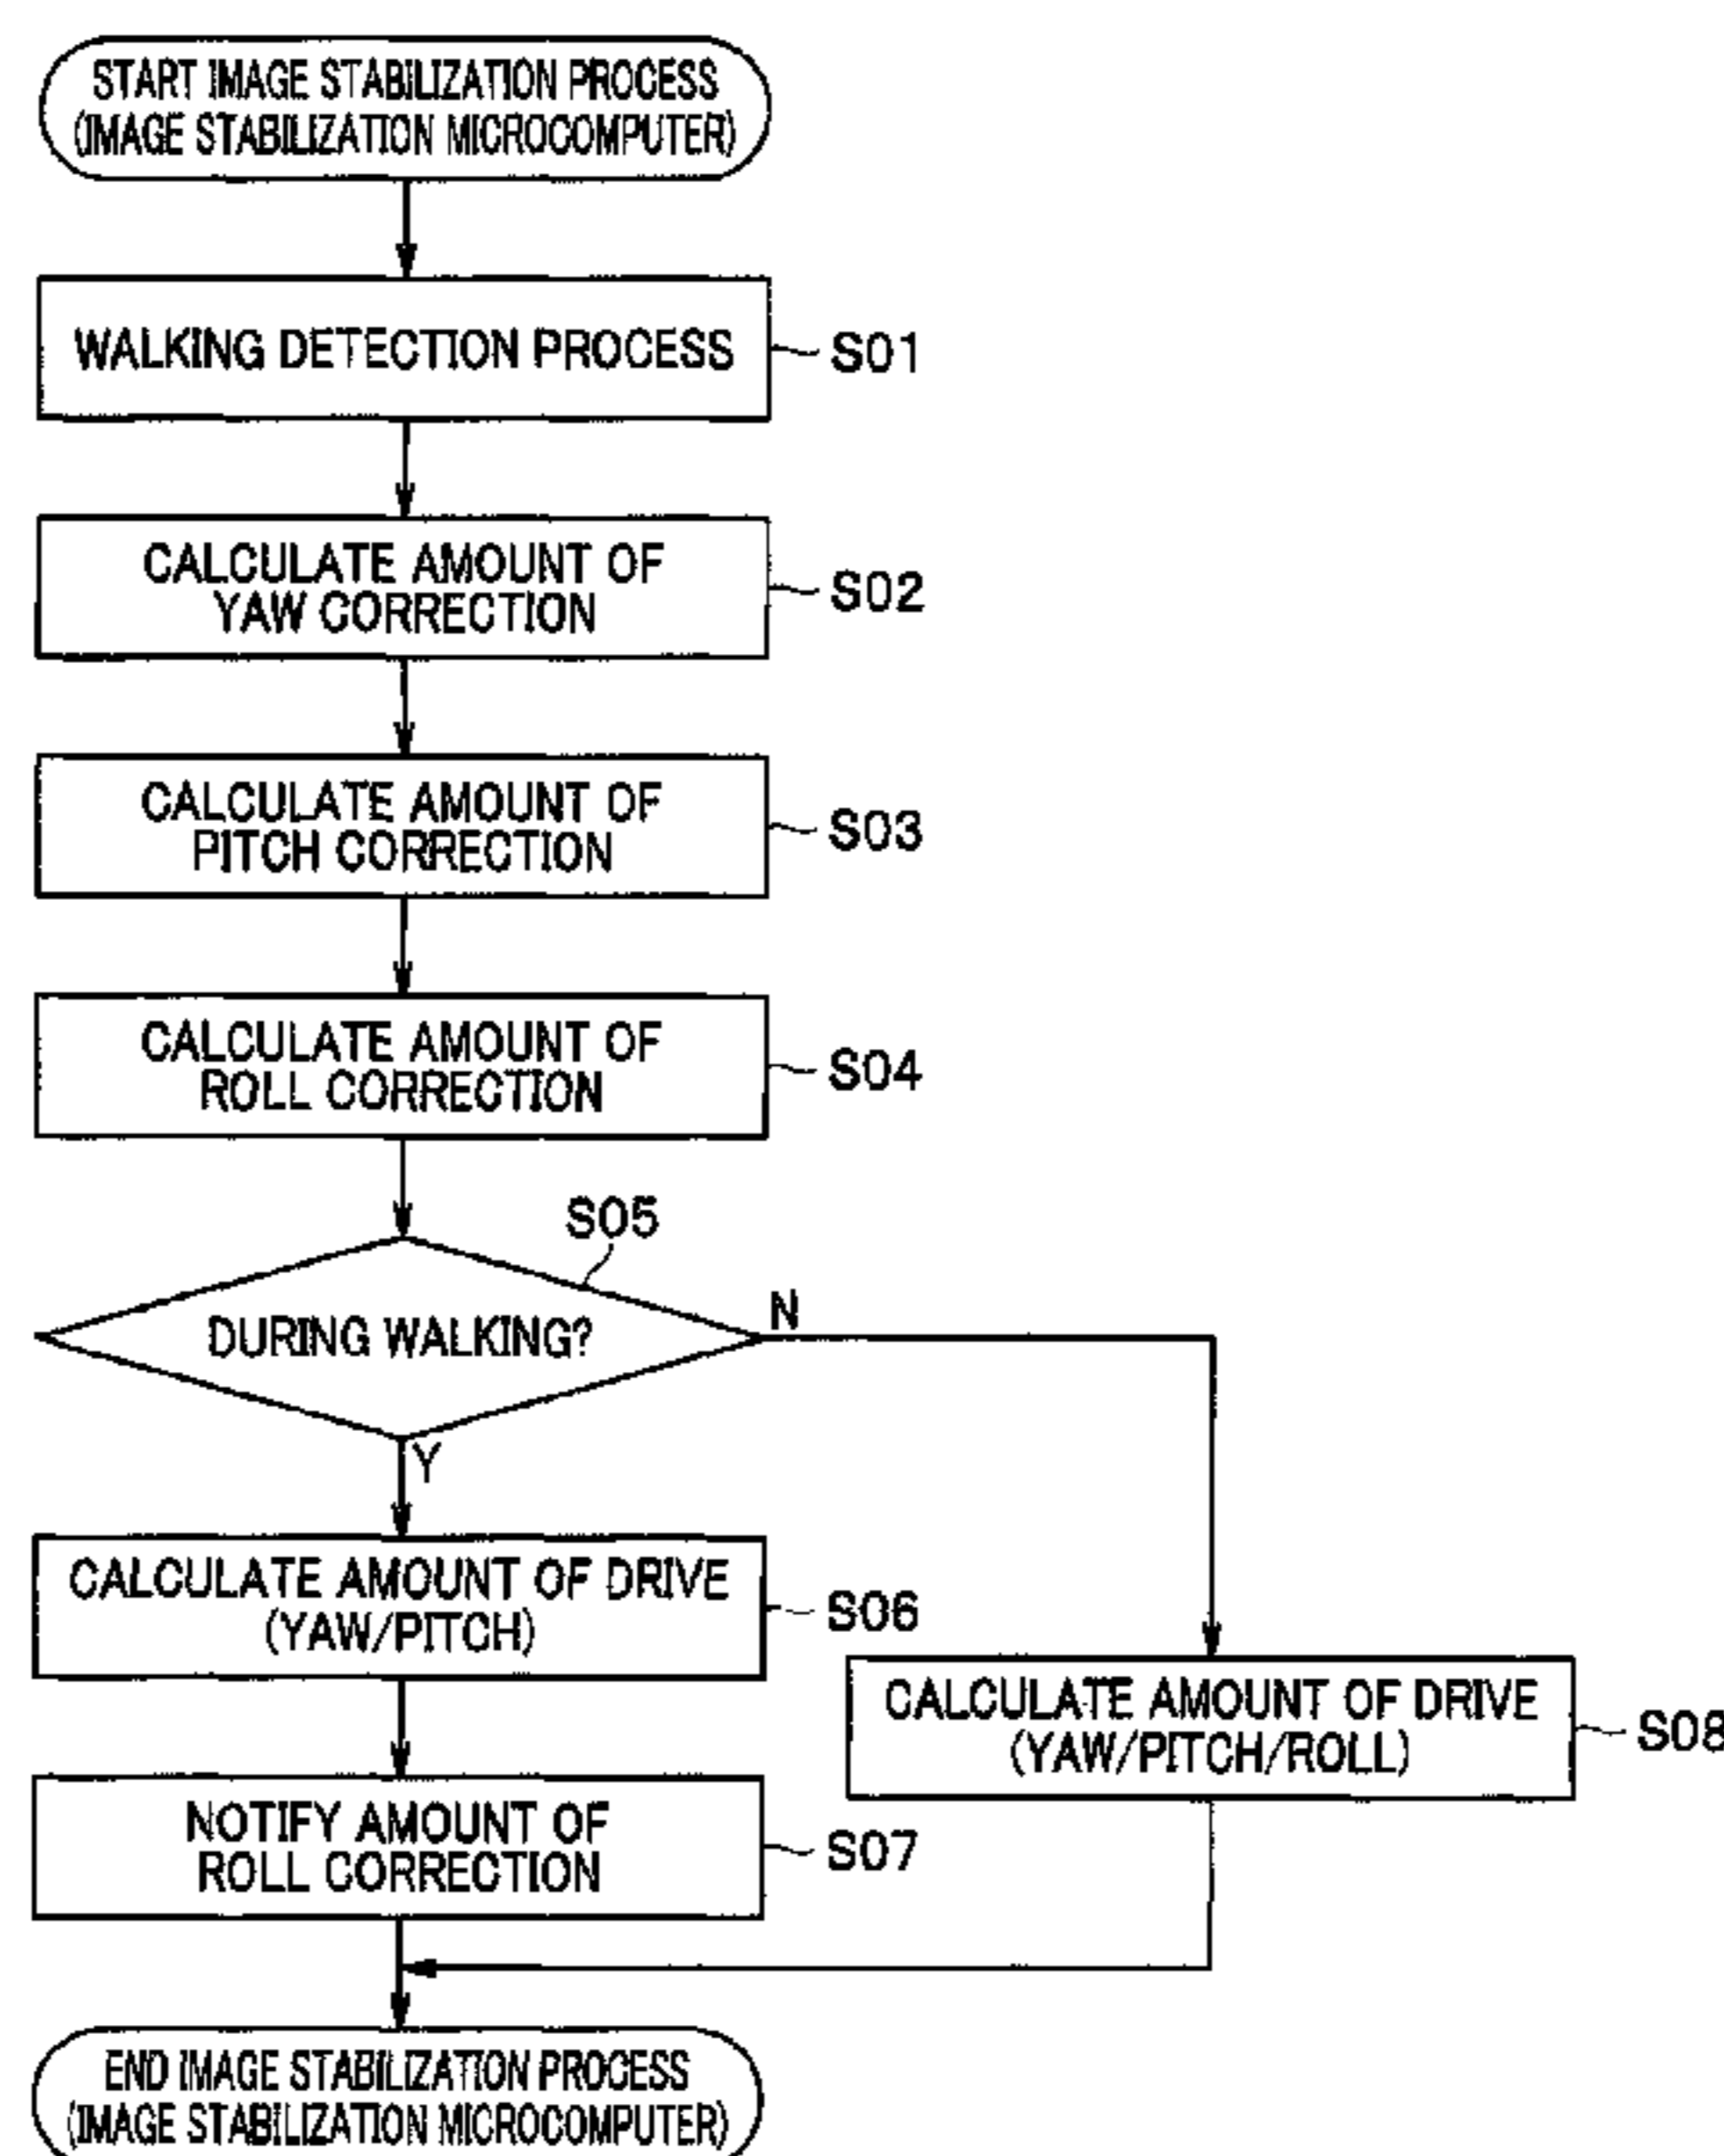 START IMAGE STABILIZATION PROCESS
(IMAGE STABILIZATION MICROCOMPUTER)
WALKING DETECTION PROCESS
S01
CALCULATE AMOUNT OF
YAW CORRECTION
S02
CALCULATE AMOUNT OF
PITCH CORRECTION
S03
CALCULATE AMOUNT OF
ROLL CORRECTION
S04
S05
DURING WALKING?
N
Y
CALCULATE AMOUNT OF DRIVE
(YAW/PITCH)
S06
CALCULATE AMOUNT OF DRIVE
(YAW/PITCH/ROLL)
S08
NOTIFY AMOUNT OF
ROLL CORRECTION
S07
END IMAGE STABILIZATION PROCESS
(IMAGE STABILIZATION MICROCOMPUTER)